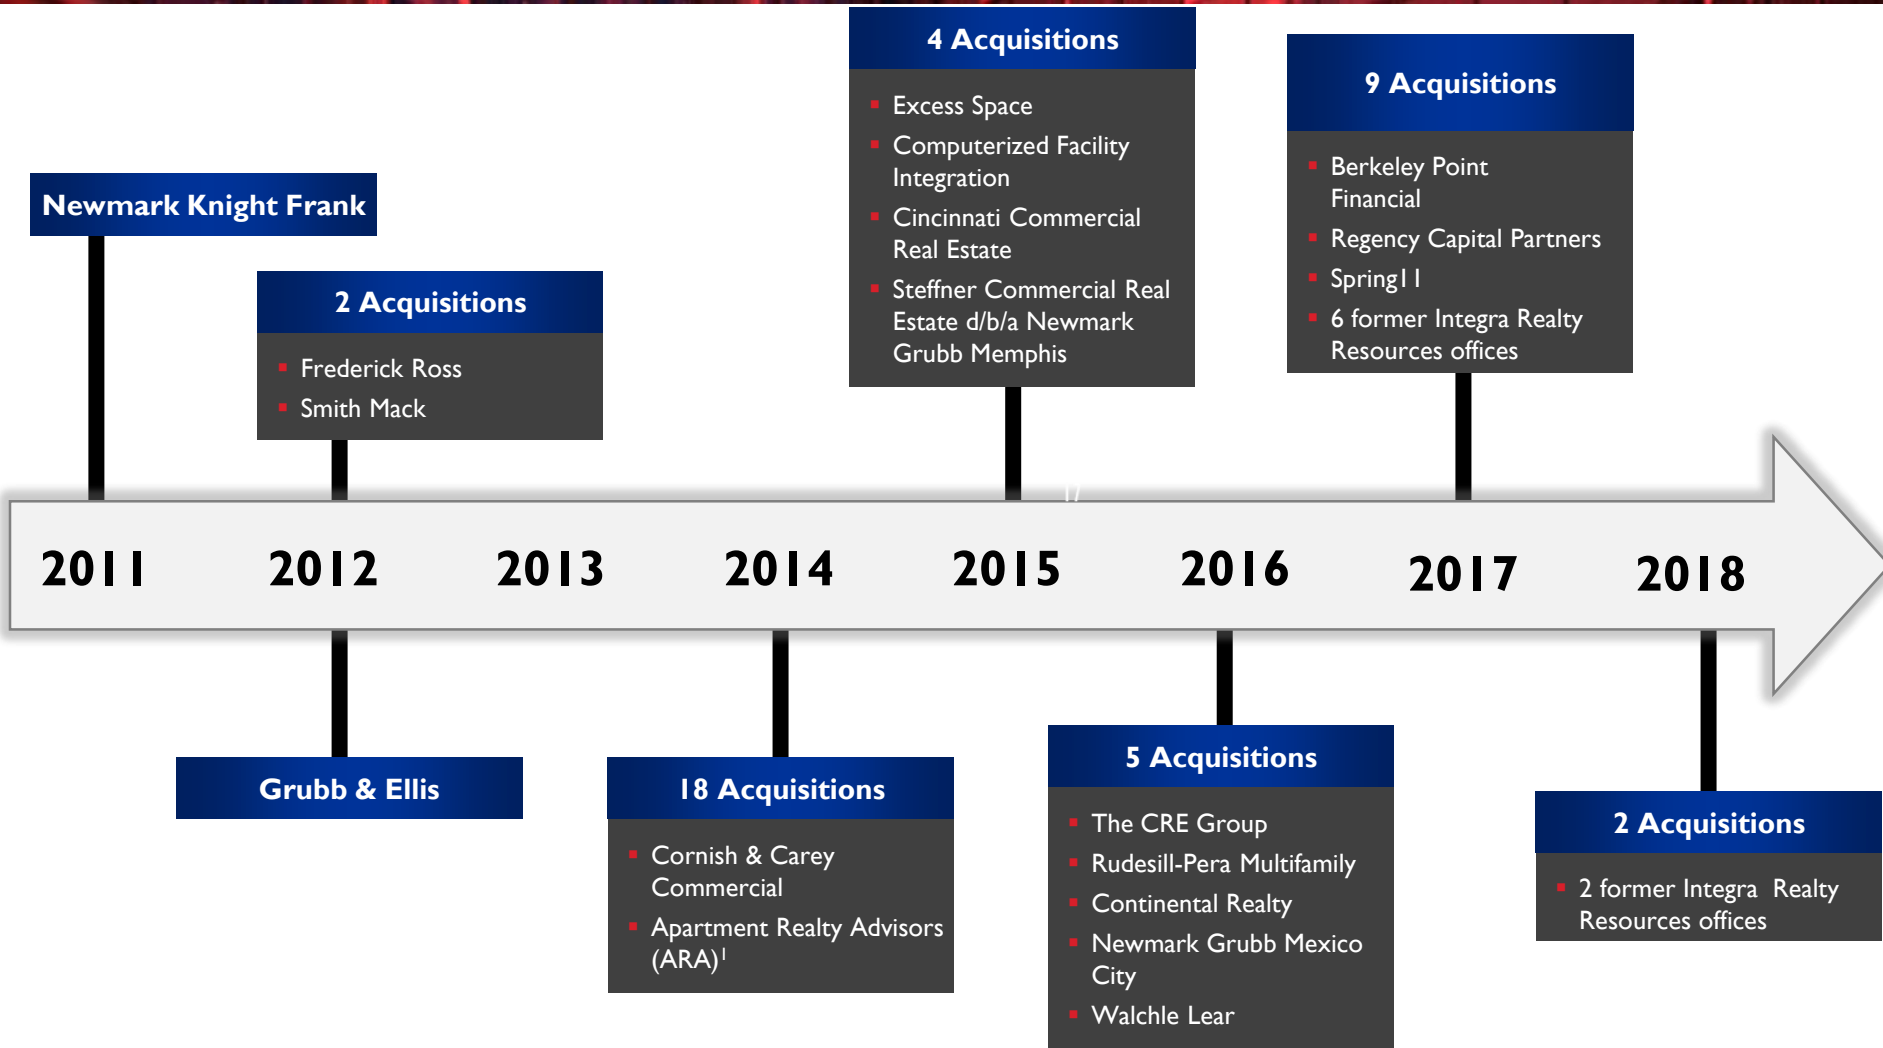 4 Acquisitions
Excess Space
Computerized Facility
Integration
Cincinnati Commercial
Real Estate
Steffner Commercial Real
Estate d/b/a Newmark
Grubb Memphis
9 Acquisitions
Berkeley Point
Financial
Regency Capital Partners
Spring11
6 former Integra Realty
Resources offices
Newmark Knight Frank
2 Acquisitions
Frederick Ross
Smith Mack
17
2011 2012 2013 2014 2015 2016 2017 2018
Grubb & Ellis
18 Acquisitions
Cornish & Carey
Commercial
Apartment Realty Advisors
(ARA)¹
5 Acquisitions
The CRE Group
Rudesill-Pera Multifamily
Continental Realty
Newmark Grubb Mexico
City
Walchle Lear
2 Acquisitions
2 former Integra Realty
Resources offices